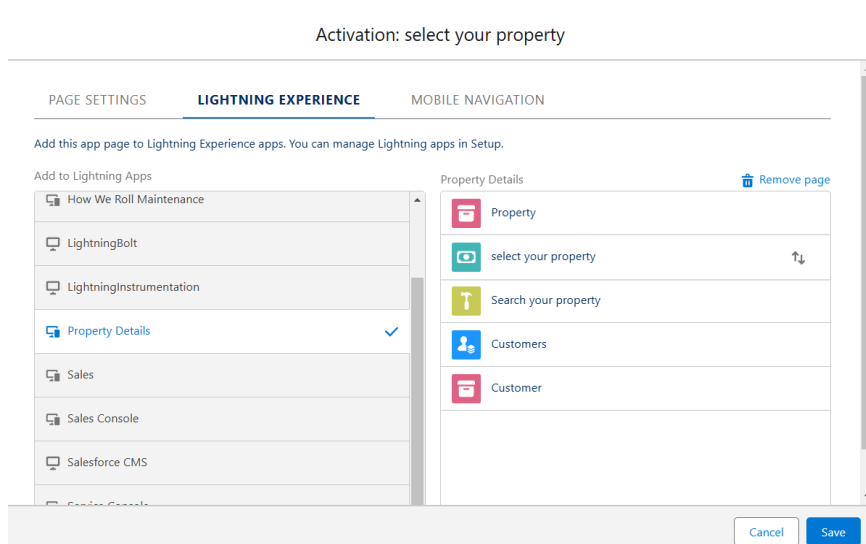 Activation: select your property
PAGE SETTINGS
LIGHTNING EXPERIENCE
MOBILE NAVIGATION
Add this app page to Lightning Experience apps. You can manage Lightning apps in Setup.
Add to Lightning Apps
How We Roll Maintenance
LightningBolt
LightningInstrumentation
Property Details
Sales
Sales Console
Salesforce CMS
Service Console
Property Details
Remove page
Property
select your property
Search your property
Customers
Customer
Cancel
Save